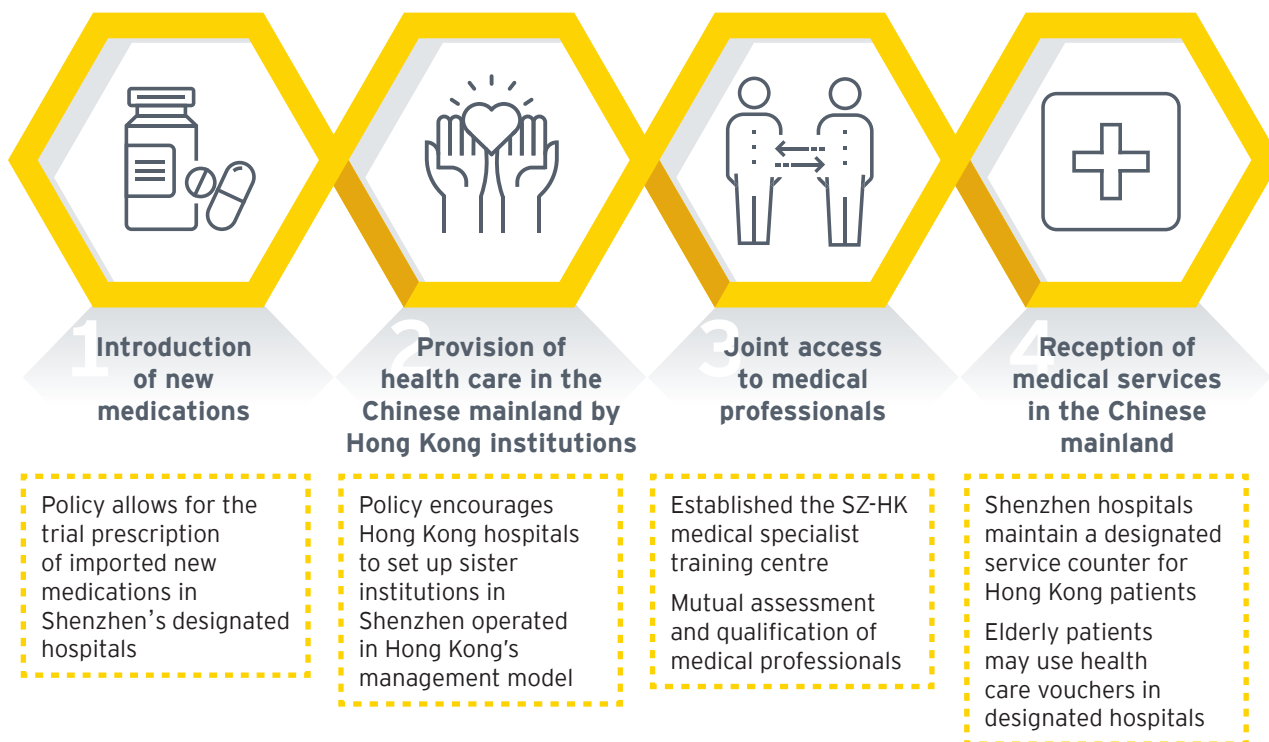 1
Introduction
of new
medications
Policy allows for the
trial prescription
of imported new
medications in
Shenzhen's designated
hospitals
2
Provision of
health care in the
Chinese mainland by
Hong Kong institutions
Policy encourages
Hong Kong hospitals
to set up sister
institutions in
Shenzhen operated
in Hong Kong's
management model
3
Joint access
to medical
professionals
Established the SZ-HK
medical specialist
training centre
Mutual assessment
and qualification of
medical professionals
4
Reception of
medical services
in the Chinese
mainland
Shenzhen hospitals
maintain a designated
service counter for
Hong Kong patients
Elderly patients
may use health
care vouchers in
designated hospitals